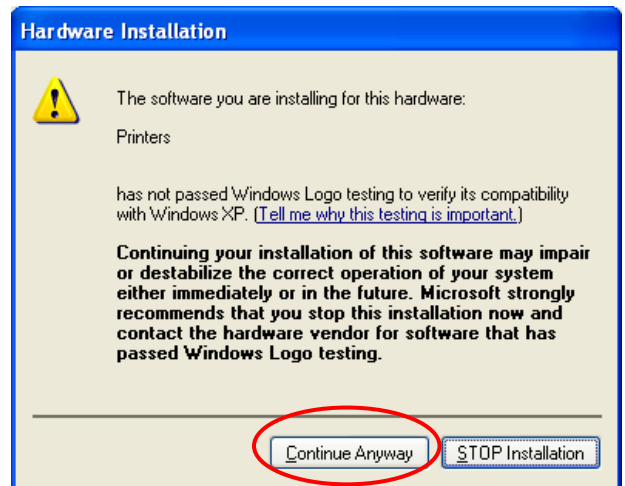 Hardware Installation
The software you are installing for this hardware:
Printers
has not passed Windows Logo testing to verify its compatibility
with Windows XP. (Tell me why this testing is important.)
Continuing your installation of this software may impair
or destabilize the correct operation of your system
either immediately or in the future. Microsoft strongly
recommends that you stop this installation now and
contact the hardware vendor for software that has
passed Windows Logo testing.
Continue Anyway STOP Installation